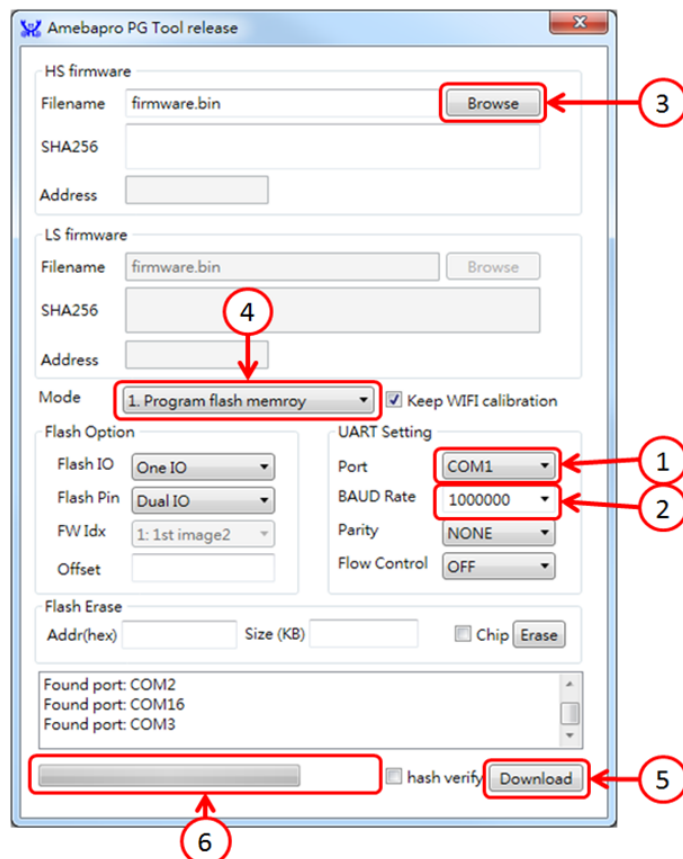 Amebapro PG Tool release
HS firmware
Filename firmware.bin Browse 3
SHA256
Address
LS firmware
Filename firmware.bin Browse
SHA256
4
Address
Mode 1. Program flash memroy Keep WIFI calibration
Flash Option UART Setting
Flash IO One IO Port COM1 1
Flash Pin Dual IO BAUD Rate 1000000 2
FW Idx 1: 1st image2 Parity NONE
Offset Flow Control OFF
Flash Erase
Addr(hex) Size (KB) Chip Erase
Found port: COM2
Found port: COM16
Found port: COM3
hash verify Download 5
6